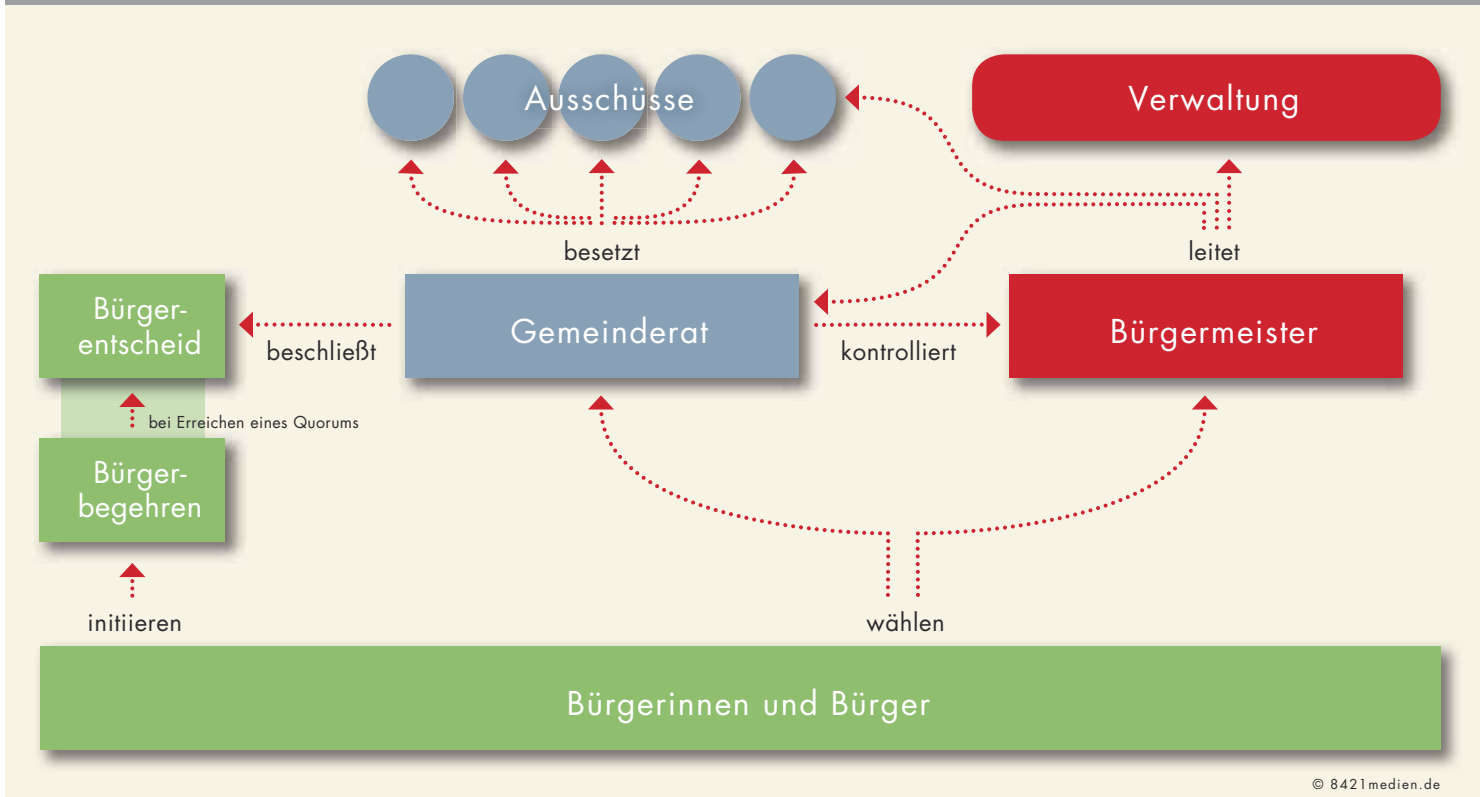 Ausschüsse
Verwaltung
besetzt
leitet
Bürger-
entscheid
beschließt
Gemeinderat
kontrolliert
Bürgermeister
bei Erreichen eines Quorums
Bürger-
begehren
initiieren
wählen
Bürgerinnen und Bürger
© 8421medien.de